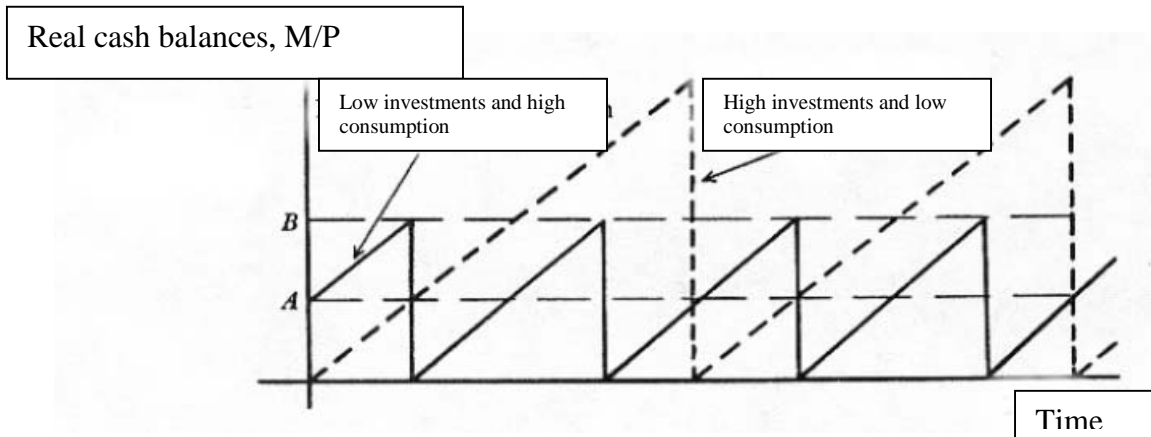 Real cash balances, M/P
Low investments and high
consumption
High investments and low
consumption
B
A
Time